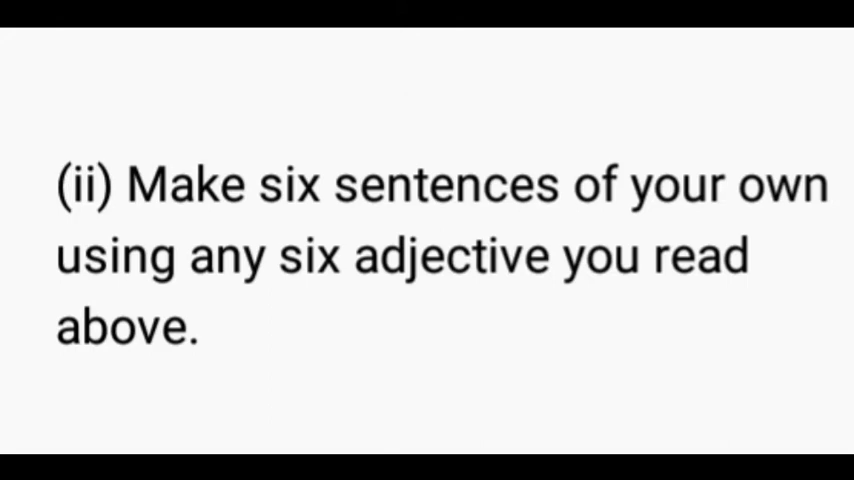 (ii) Make six sentences of your own
using any six adjective you read
above.